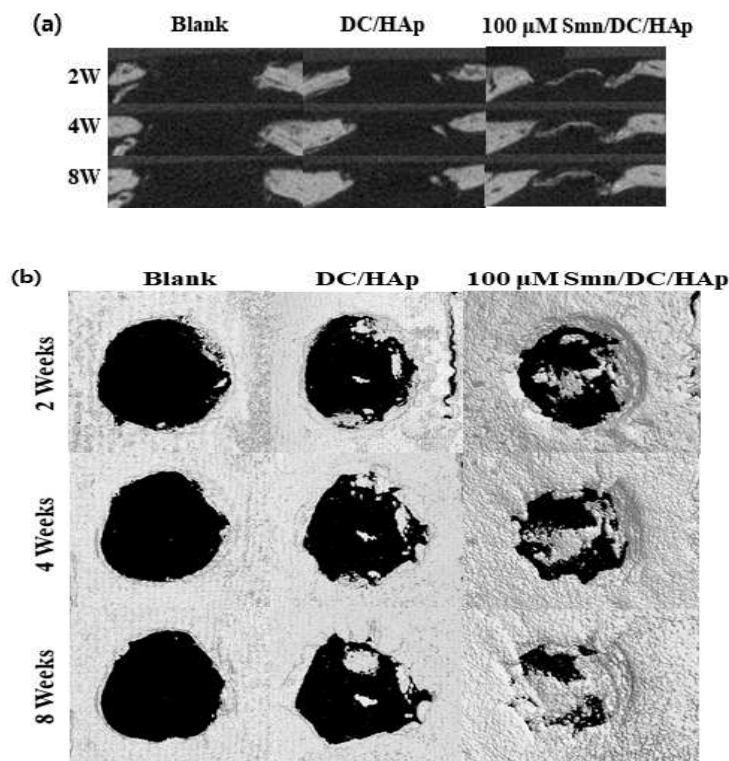 (a)
Blank DC/HAp 100 μM Smn/DC/HAp
2W
4W
8W
(b)
Blank DC/HAp 100 μM Smn/DC/HAp
2 Weeks
4 Weeks
8 Weeks